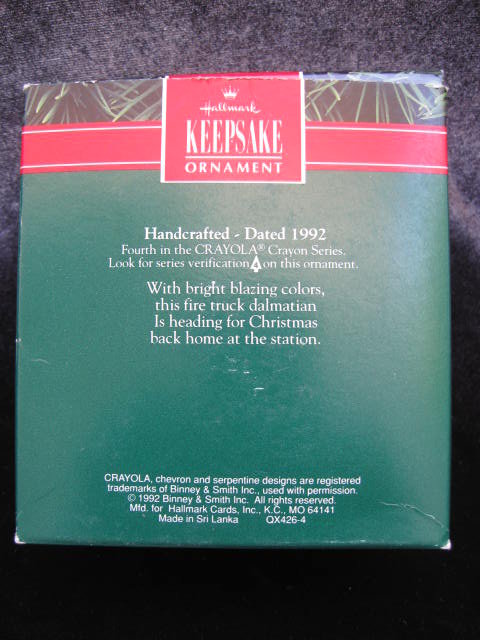 Hallmark
KEEPSAKE
ORNAMENT
Handcrafted - Dated 1992
Fourth in the CRAYOLA® Crayon Series.
Look for series verification 4 on this ornament.
With bright blazing colors,
this fire truck dalmatian
Is heading for Christmas
back home at the station.
CRAYOLA, chevron and serpentine designs are registered
trademarks of Binney & Smith Inc., used with permission.
© 1992 Binney & Smith Inc. All rights reserved.
Mfd. for Hallmark Cards, Inc., K.C., MO 64141
Made in Sri Lanka QX426-4